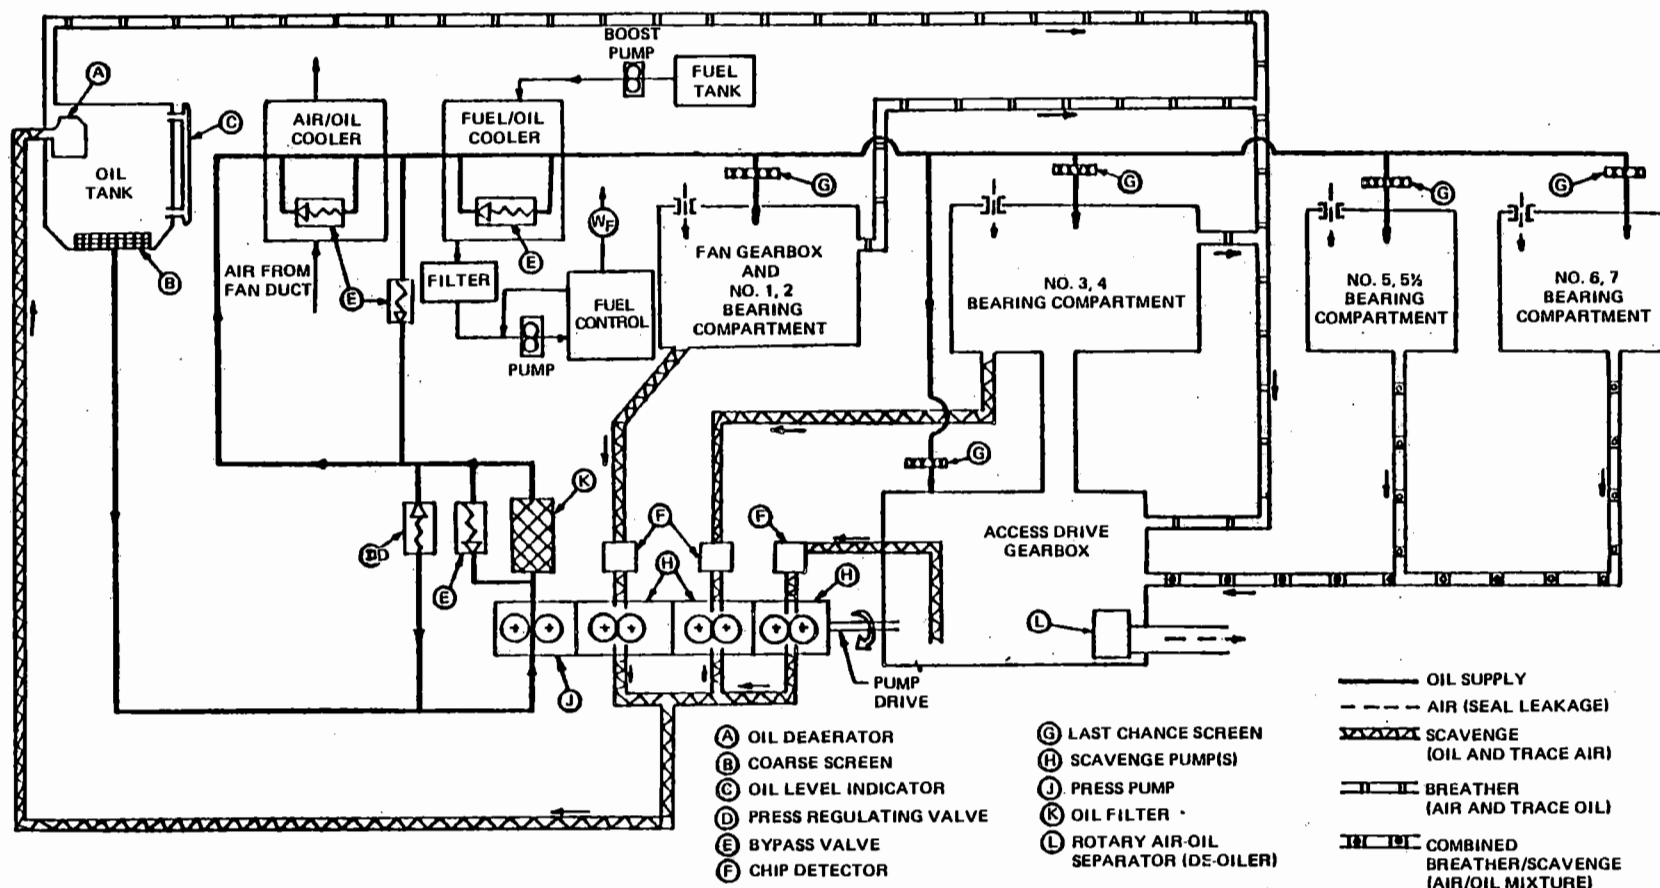 BOOST
PUMP
FUEL
TANK
A
AIR/OIL
COOLER
FUEL/OIL
COOLER
C
OIL
TANK
G
G
G
G
WF
B
AIR FROM
FAN DUCT
E
E
FILTER
FUEL
CONTROL
PUMP
FAN GEARBOX
AND
NO. 1, 2
BEARING
COMPARTMENT
NO. 3, 4
BEARING COMPARTMENT
NO. 5, 5½
BEARING
COMPARTMENT
NO. 6, 7
BEARING
COMPARTMENT
G
K
F
F
D
ACCESS DRIVE
GEARBOX
H
H
E
L
J
PUMP
DRIVE
A OIL DEAERATOR
B COARSE SCREEN
C OIL LEVEL INDICATOR
D PRESS REGULATING VALVE
E BYPASS VALVE
F CHIP DETECTOR
G LAST CHANCE SCREEN
H SCAVENGE PUMP(S)
J PRESS PUMP
K OIL FILTER
L ROTARY AIR-OIL
SEPARATOR (DE-OILER)
OIL SUPPLY
AIR (SEAL LEAKAGE)
SCAVENGE
(OIL AND TRACE AIR)
BREATHER
(AIR AND TRACE OIL)
COMBINED
BREATHER/SCAVENGE
(AIR/OIL MIXTURE)